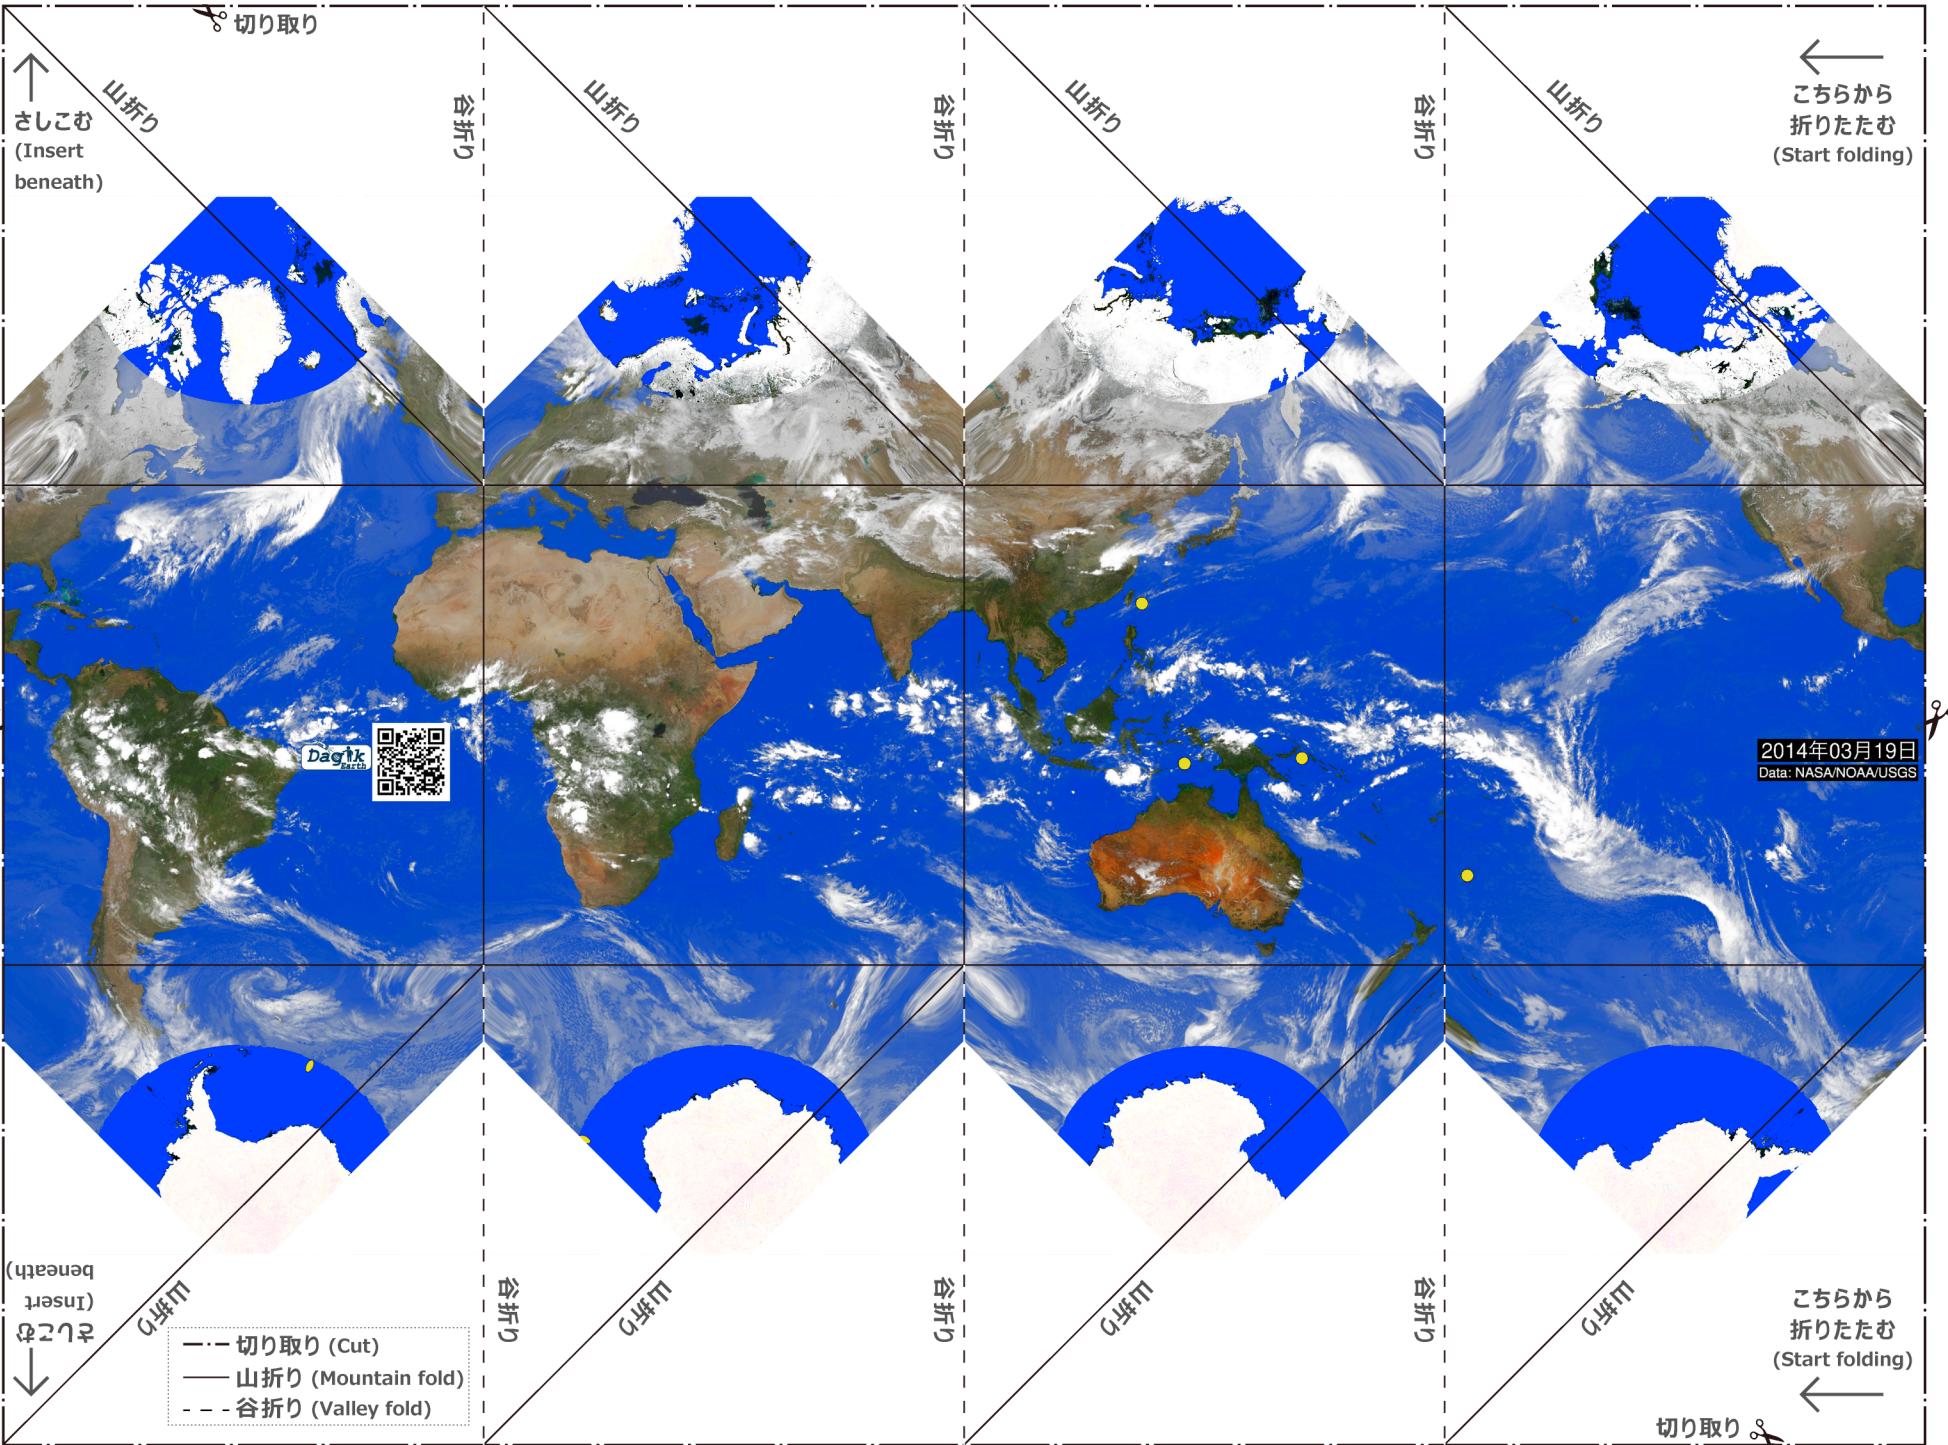 切り取り
さしこむ
(Insert
beneath)
山折り
谷折り
山折り
谷折り
山折り
谷折り
山折り
こちらから
折りたたむ
(Start folding)
Dagik
Earth
2014年03月19日
Data: NASA/NOAA/USGS
さしこむ
(Insert
beneath)
山折り
谷折り
山折り
谷折り
山折り
谷折り
山折り
こちらから
折りたたむ
(Start folding)
切り取り (Cut)
山折り (Mountain fold)
谷折り (Valley fold)
切り取り